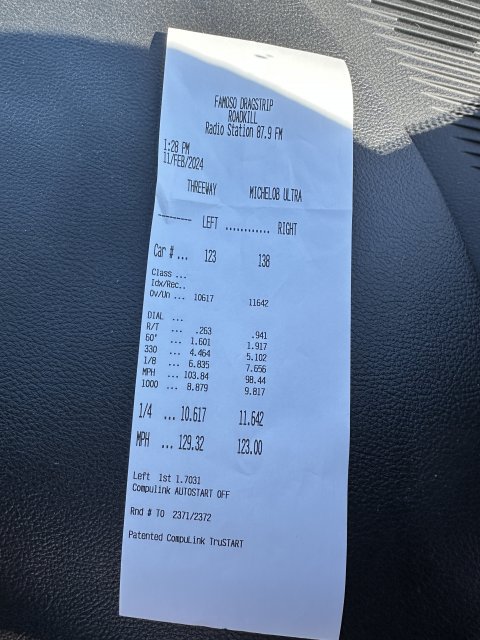 FAMOSO DRAGSTRIP
ROADKILL
Radio Station 87.9 FM
1:28 PM
11/FEB/2024
THREEWAY MICHELOB ULTRA
---------- LEFT ............ RIGHT
Car # ... 123 138
Class ...
Idx/Rec..
Ov/Un ... 10617 11642
DIAL ...
R/T ... .263 .941
60' ... 1.601 1.917
330 ... 4.464 5.102
1/8 ... 6.835 7.656
MPH ... 103.84 98.44
1000 ... 8.879 9.817
1/4 ... 10.617 11.642
MPH ... 129.32 123.00
Left 1st 1.7031
Compulink AUTOSTART OFF
Rnd # TO 2371/2372
Patented CompuLink TruSTART